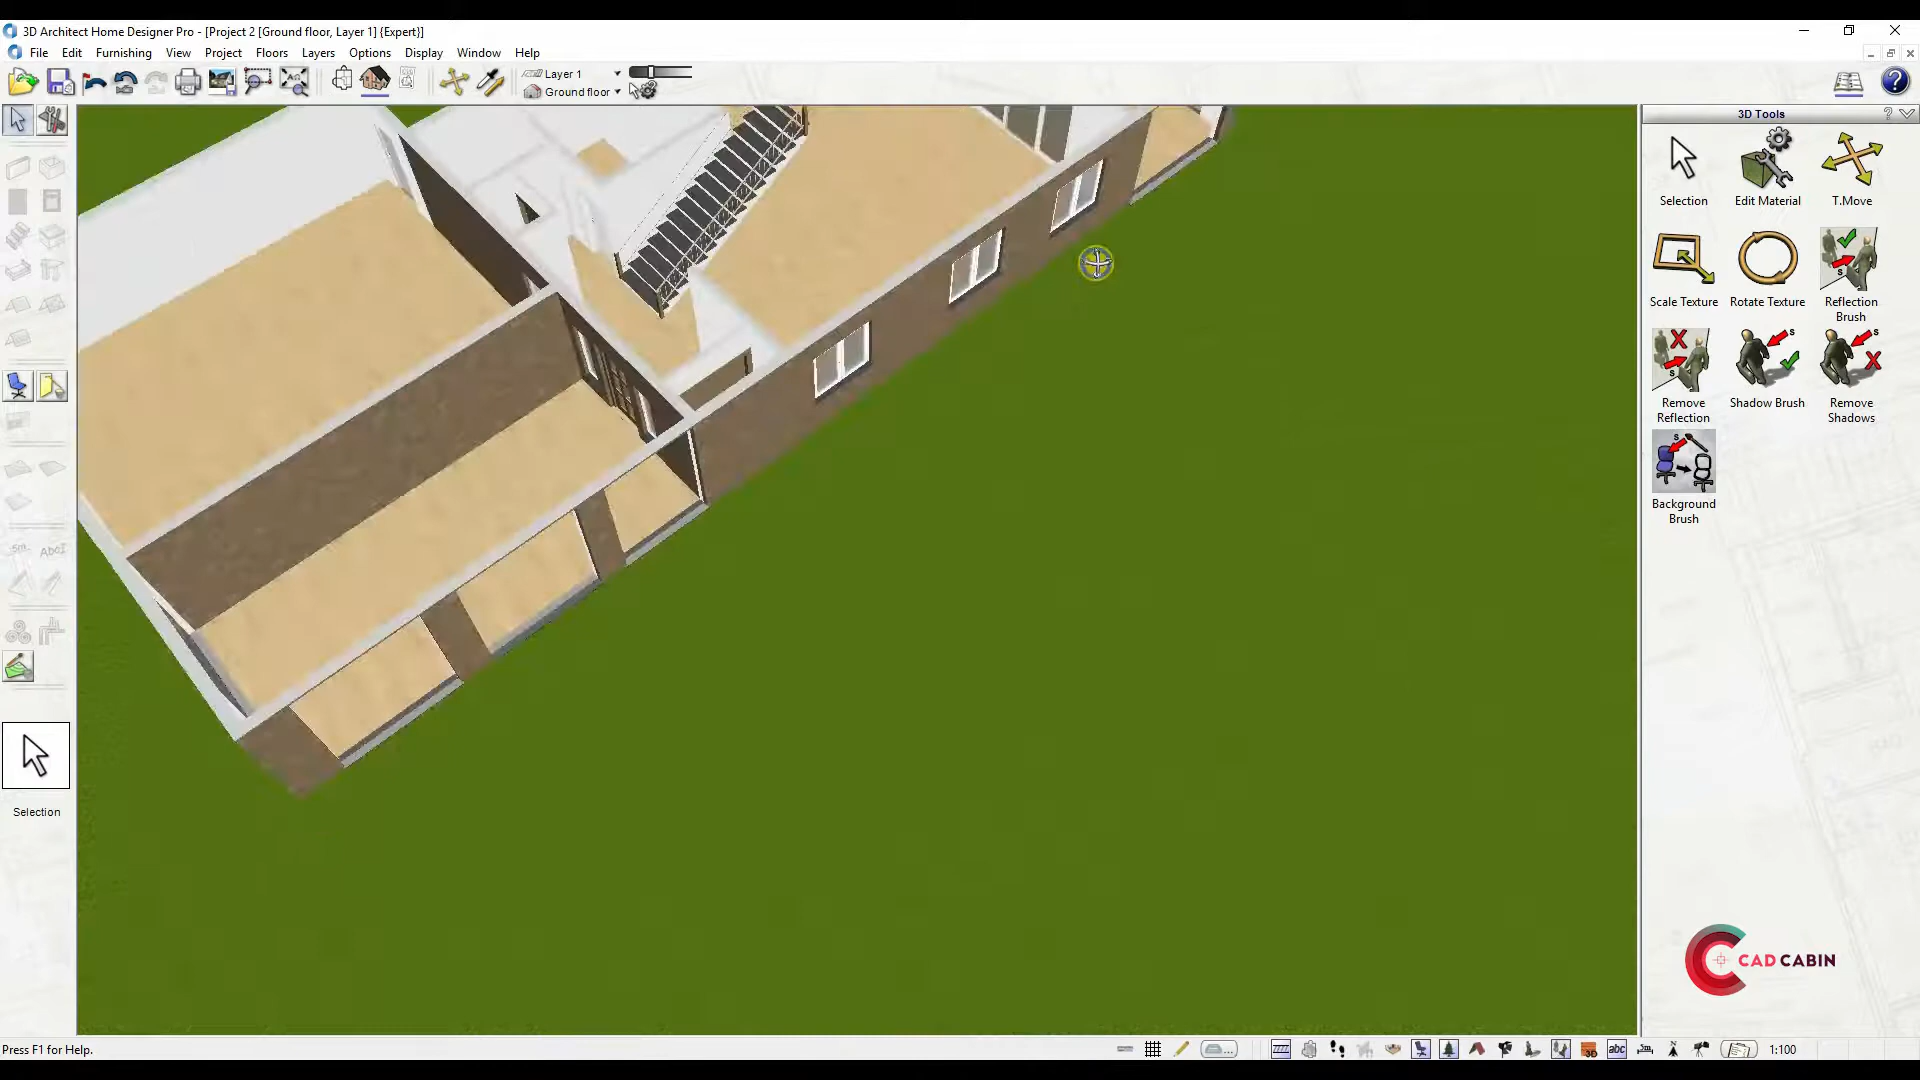 3D Architect Home Designer Pro - [Project 2 [Ground floor, Layer 1] {Expert}]
File Edit Furnishing View Project Floors Layers Options Display Window Help
Layer 1
Ground floor
3D Tools
Selection Edit Material T.Move
Scale Texture Rotate Texture Reflection
Brush
Remove
Reflection
Shadow Brush
Remove
Shadows
Background
Brush
Selection
CAD CABIN
Press F1 for Help.
3D
abc
1:100